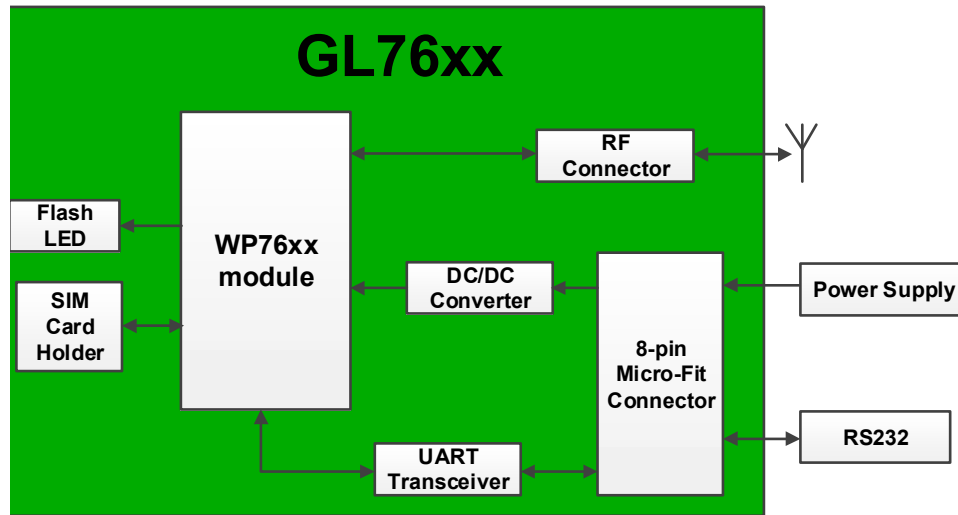 GL76xx
RF
Connector
Flash
LED
WP76xx
module
DC/DC
Converter
Power Supply
SIM
Card
Holder
8-pin
Micro-Fit
Connector
RS232
UART
Transceiver